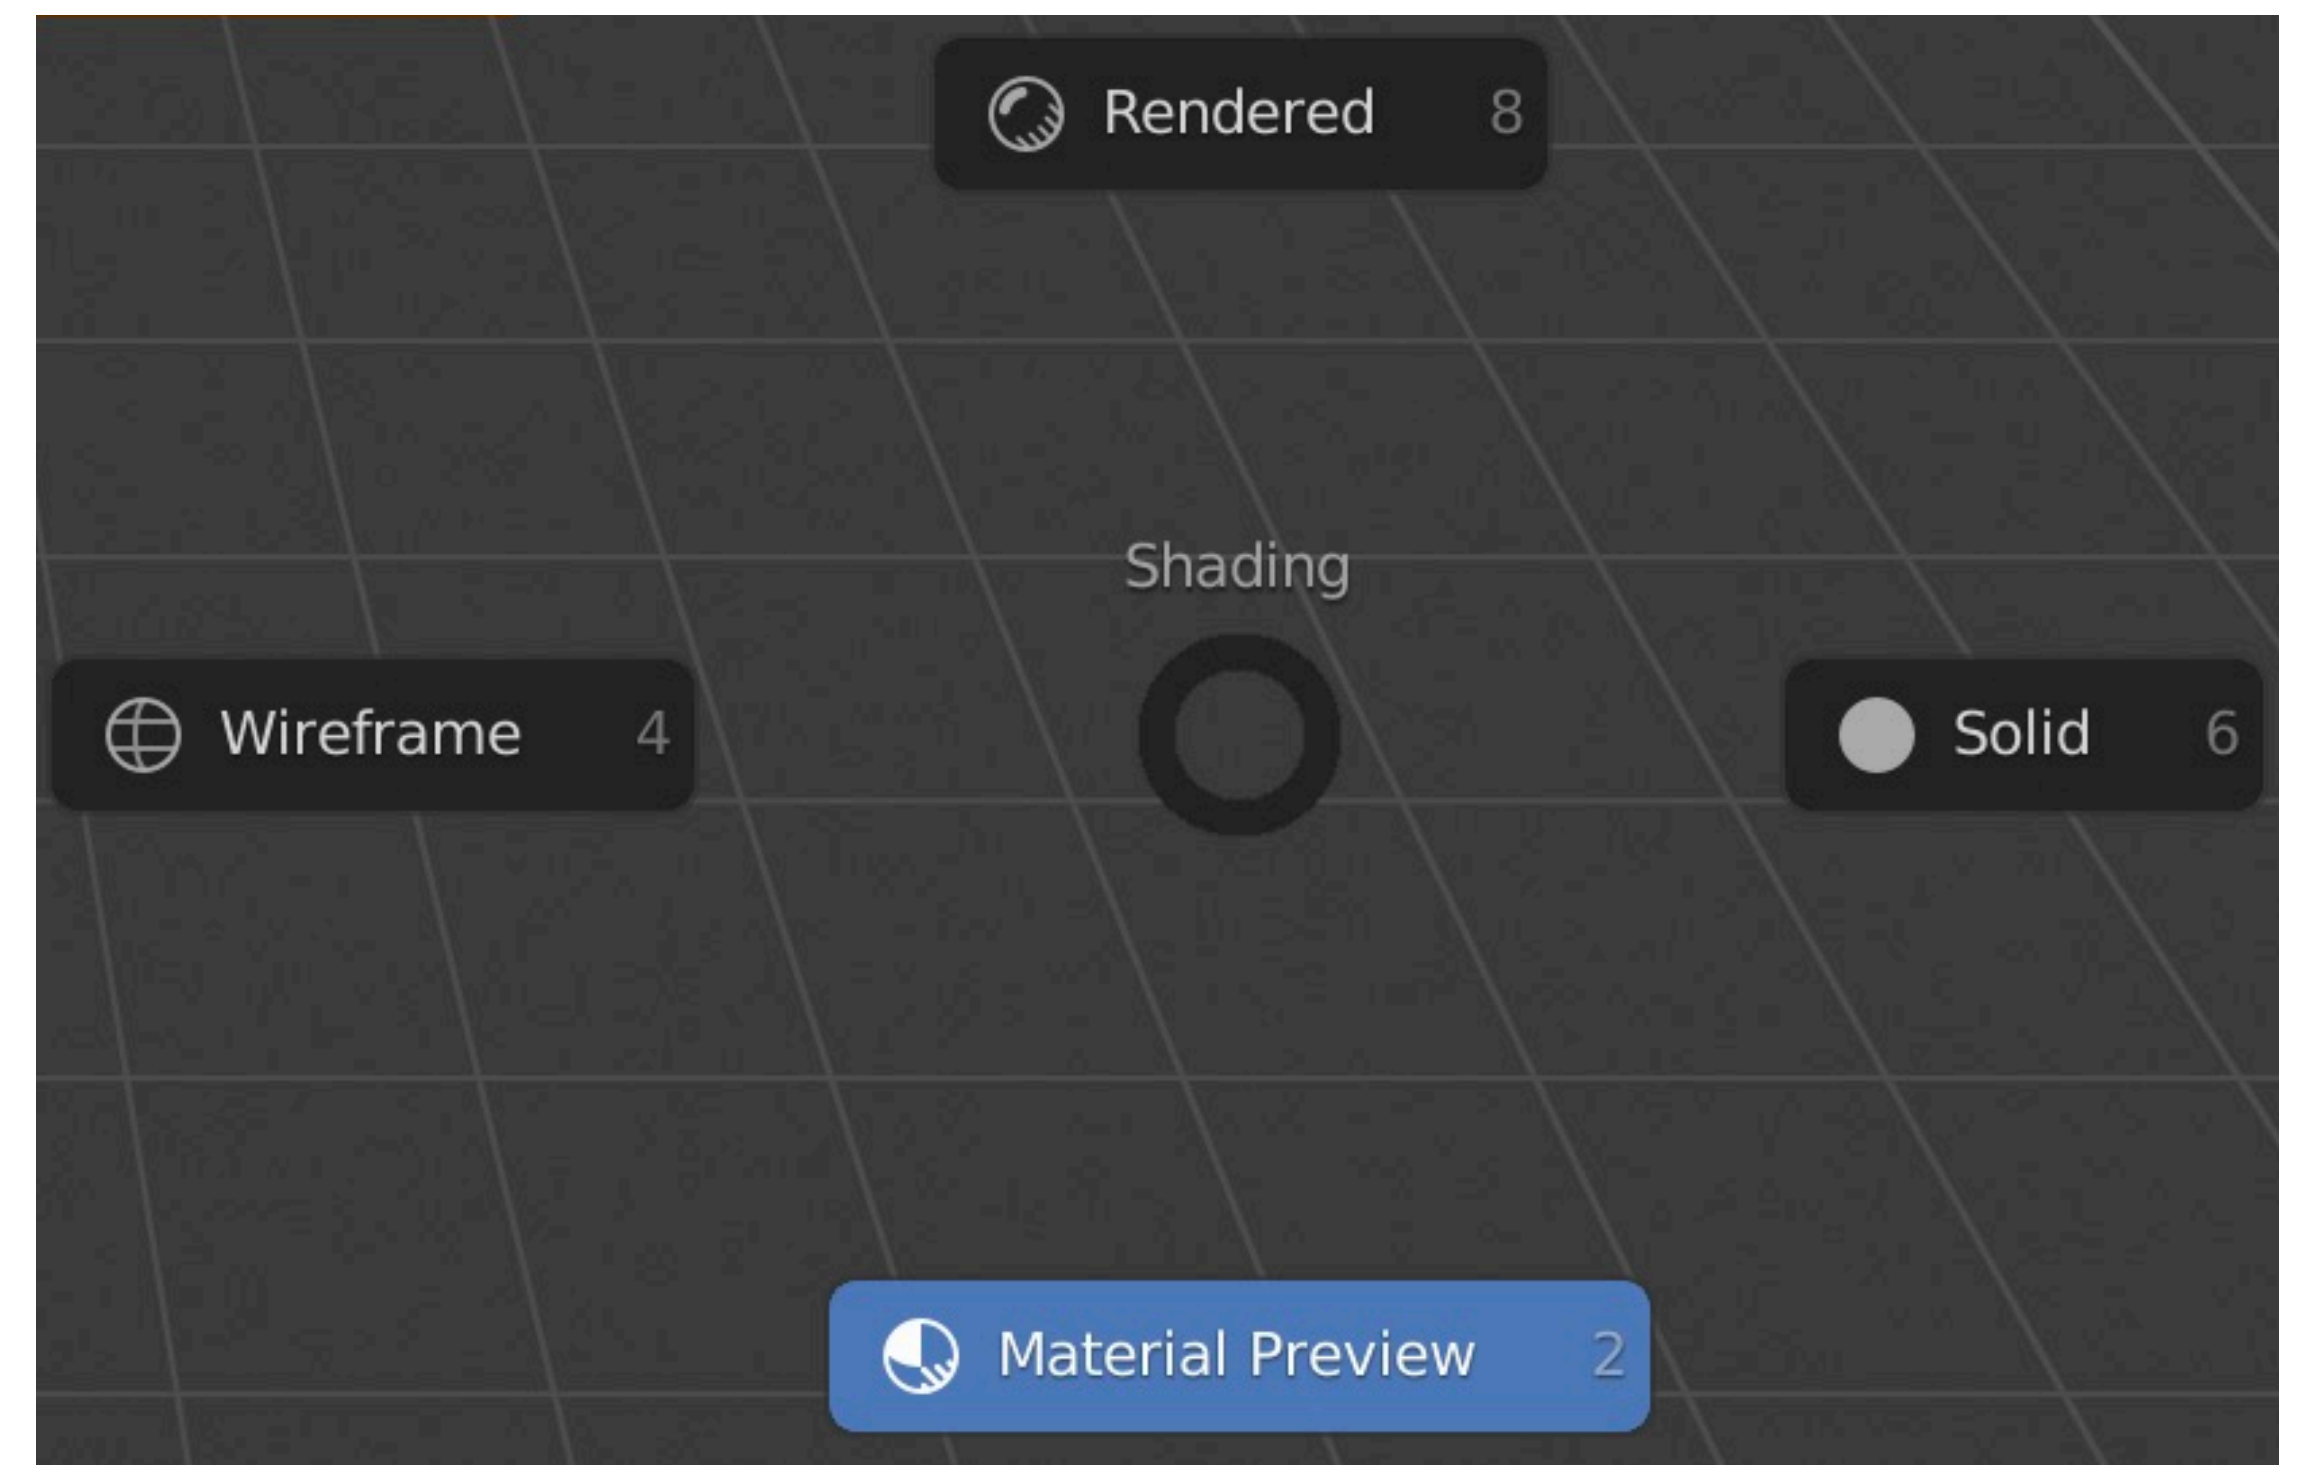 Rendered 8
Shading
Wireframe 4
Solid 6
Material Preview 2